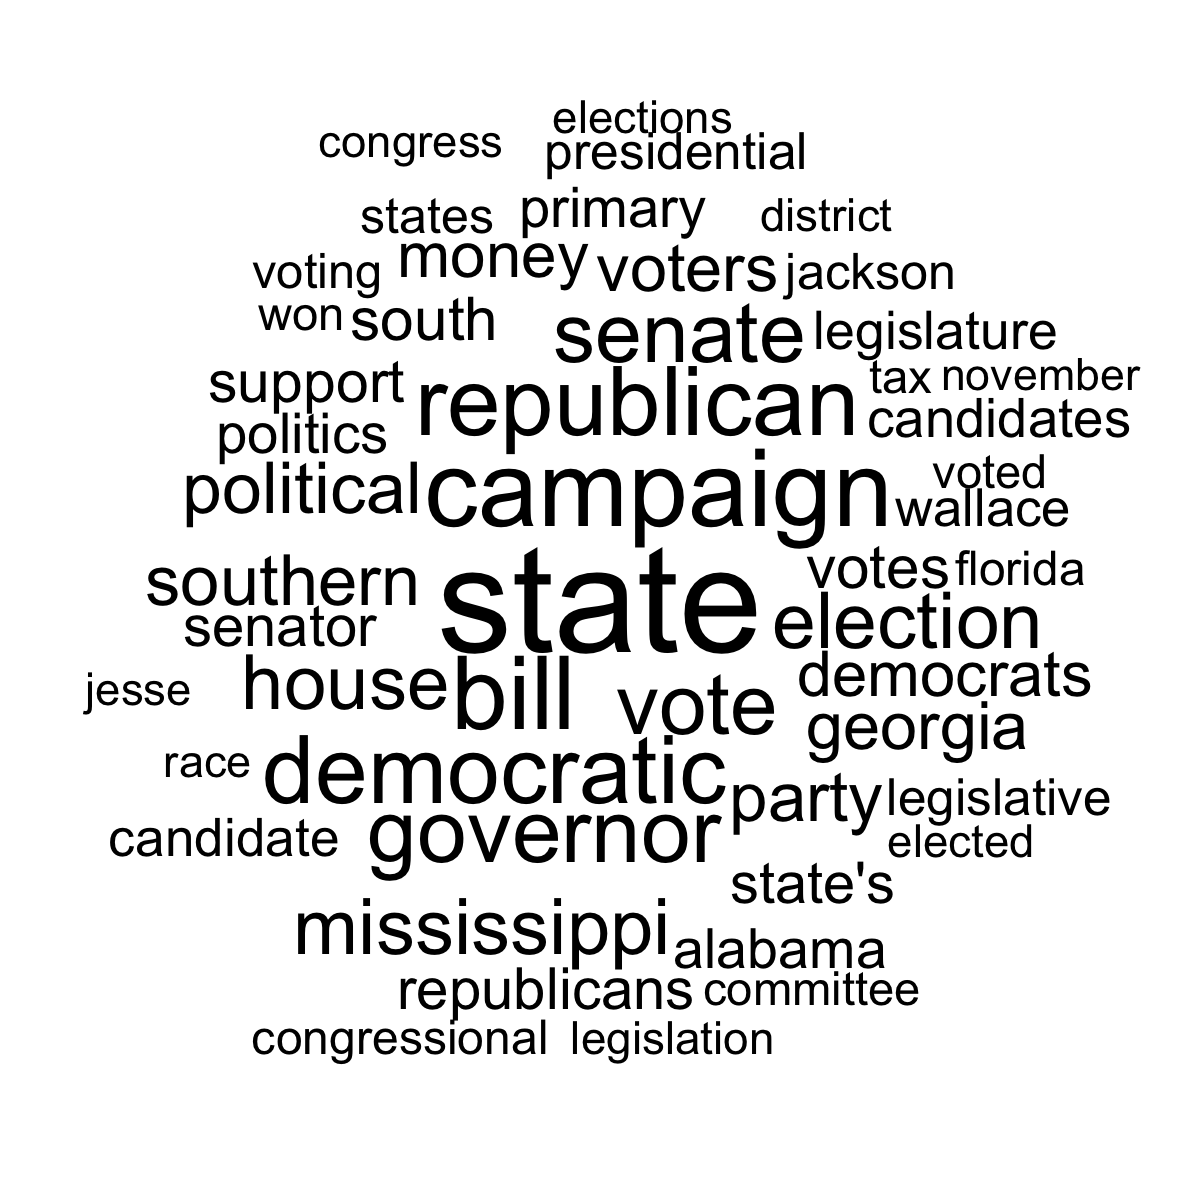 elections
congress presidential
states primary district
voting money voters jackson
won south senate legislature
support republican tax november
politics candidates
political campaign voted
wallace
southern state votes florida
senator election
jesse house bill vote democrats
georgia
race democratic party legislative
candidate governor elected
state's
mississippi alabama
republicans committee
congressional legislation